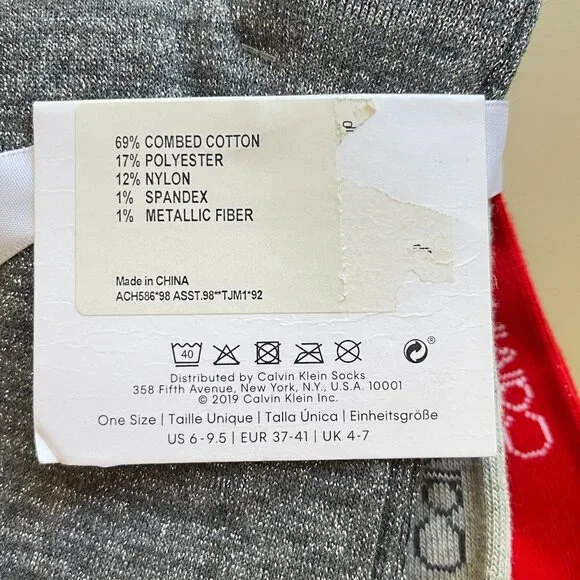 69% COMBED COTTON
17% POLYESTER
12% NYLON
1% SPANDEX
1% METALLIC FIBER
Made in CHINA
ACH586*98 ASST.98**TJM1*92
40
Distributed by Calvin Klein Socks
358 Fifth Avenue, New York, N.Y., U.S.A. 10001
© 2019 Calvin Klein Inc.
One Size | Taille Unique | Talla Única | Einheitsgröße
US 6-9.5 | EUR 37-41 | UK 4-7